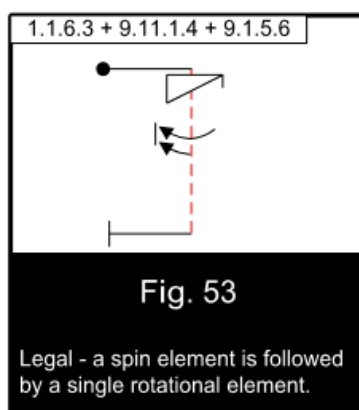 1.1.6.3 + 9.11.1.4 + 9.1.5.6
Fig. 53
Legal - a spin element is followed
by a single rotational element.